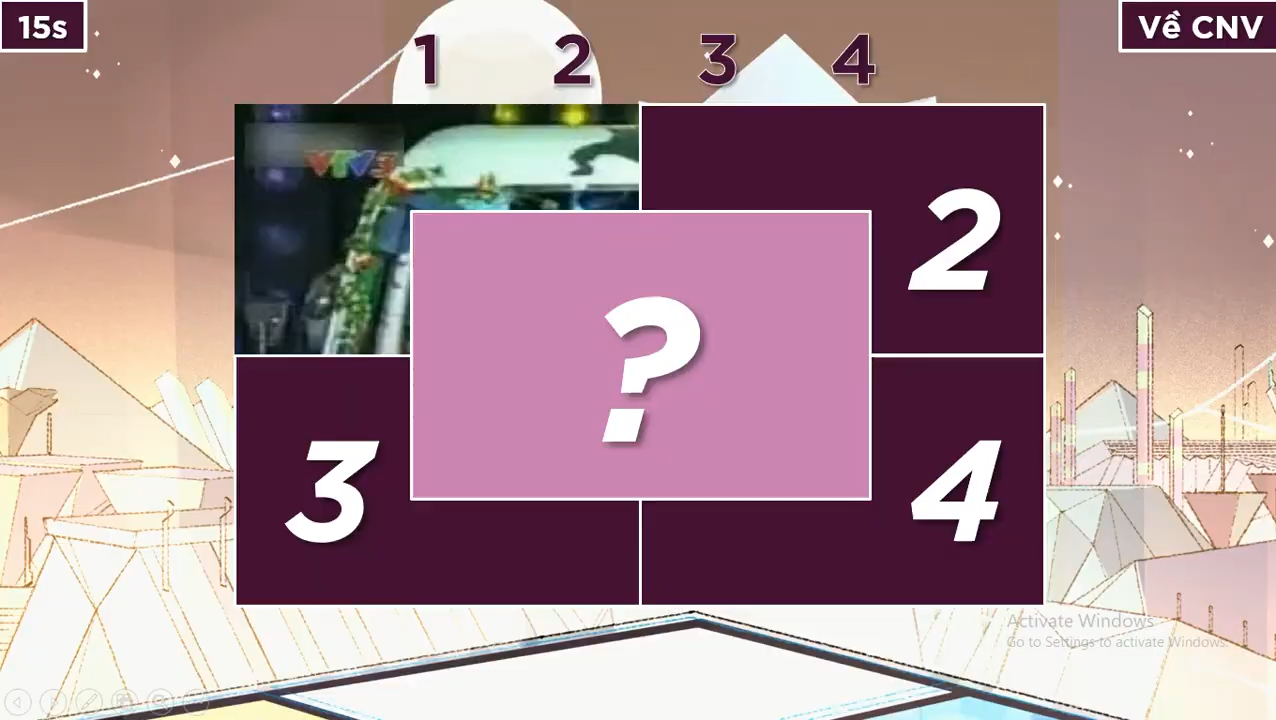 15s
Về CNV
1 2 3 4
VTV3
2
?
3
4
Activate Windows
Go to Settings to activate Windows.